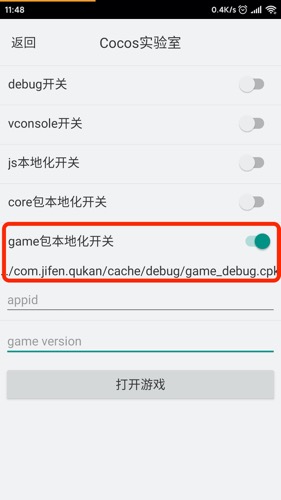 11:48
0.4K/s
返回
Cocos实验室
debug开关
vconsole开关
js本地化开关
core包本地化开关
game包本地化开关
../com.jifen.qukan/cache/debug/game_debug.cpk
appid
game version
打开游戏